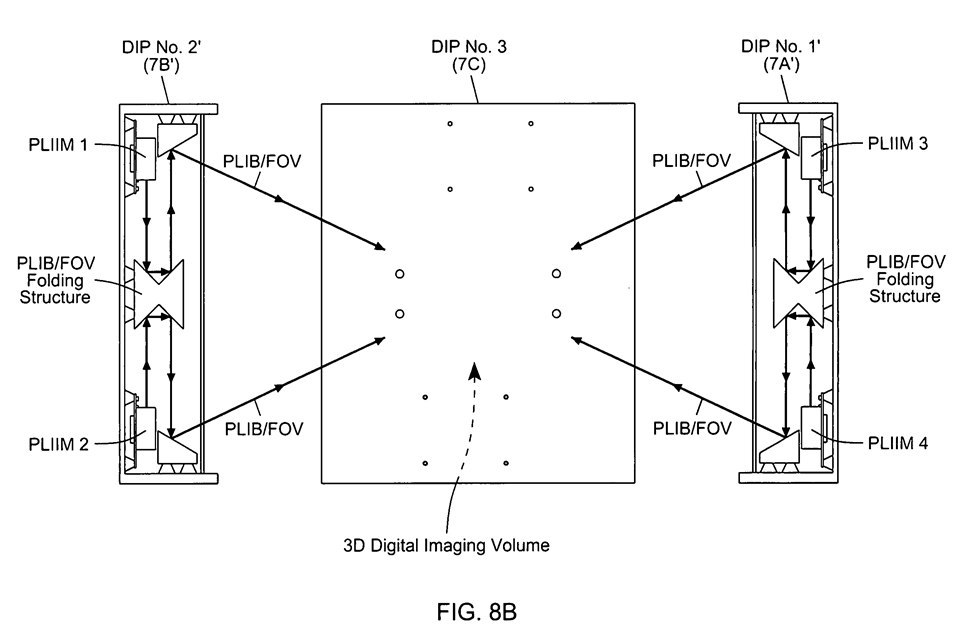 DIP No. 2'
(7B')
DIP No. 3
(7C)
DIP No. 1'
(7A')
PLIIM 1
PLIB/FOV
PLIB/FOV
PLIIM 3
PLIB/FOV
Folding
Structure
PLIB/FOV
Folding
Structure
PLIIM 2
PLIB/FOV
PLIB/FOV
PLIIM 4
3D Digital Imaging Volume
FIG. 8B